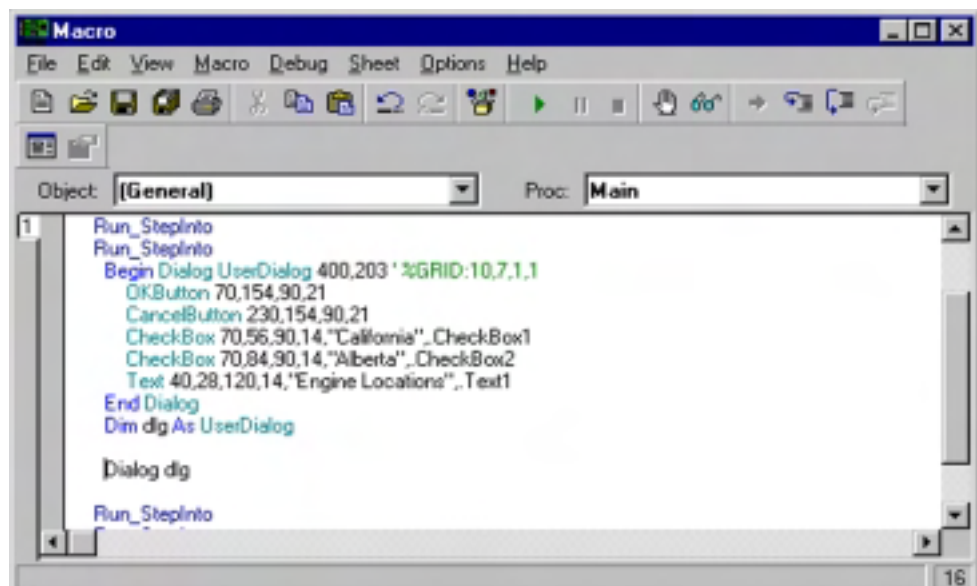 Macro
File Edit View Macro Debug Sheet Options Help
Object: (General) Proc: Main
1
Run_StepInto
Run_StepInto
Begin Dialog UserDialog 400,203 ' %GRID:10,7,1,1
OKButton 70,154,90,21
CancelButton 230,154,90,21
CheckBox 70,56,90,14,"California",.CheckBox1
CheckBox 70,84,90,14,"Alberta",.CheckBox2
Text 40,28,120,14,"Engine Locations",.Text1
End Dialog
Dim dlg As UserDialog
Dialog dlg
Run_StepInto
16